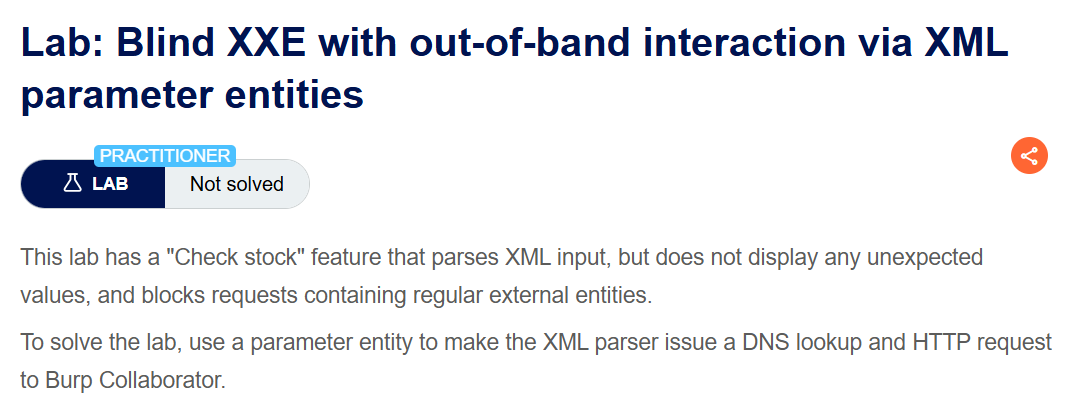 Lab: Blind XXE with out-of-band interaction via XML
parameter entities
PRACTITIONER
LAB
Not solved
This lab has a "Check stock" feature that parses XML input, but does not display any unexpected
values, and blocks requests containing regular external entities.
To solve the lab, use a parameter entity to make the XML parser issue a DNS lookup and HTTP request
to Burp Collaborator.